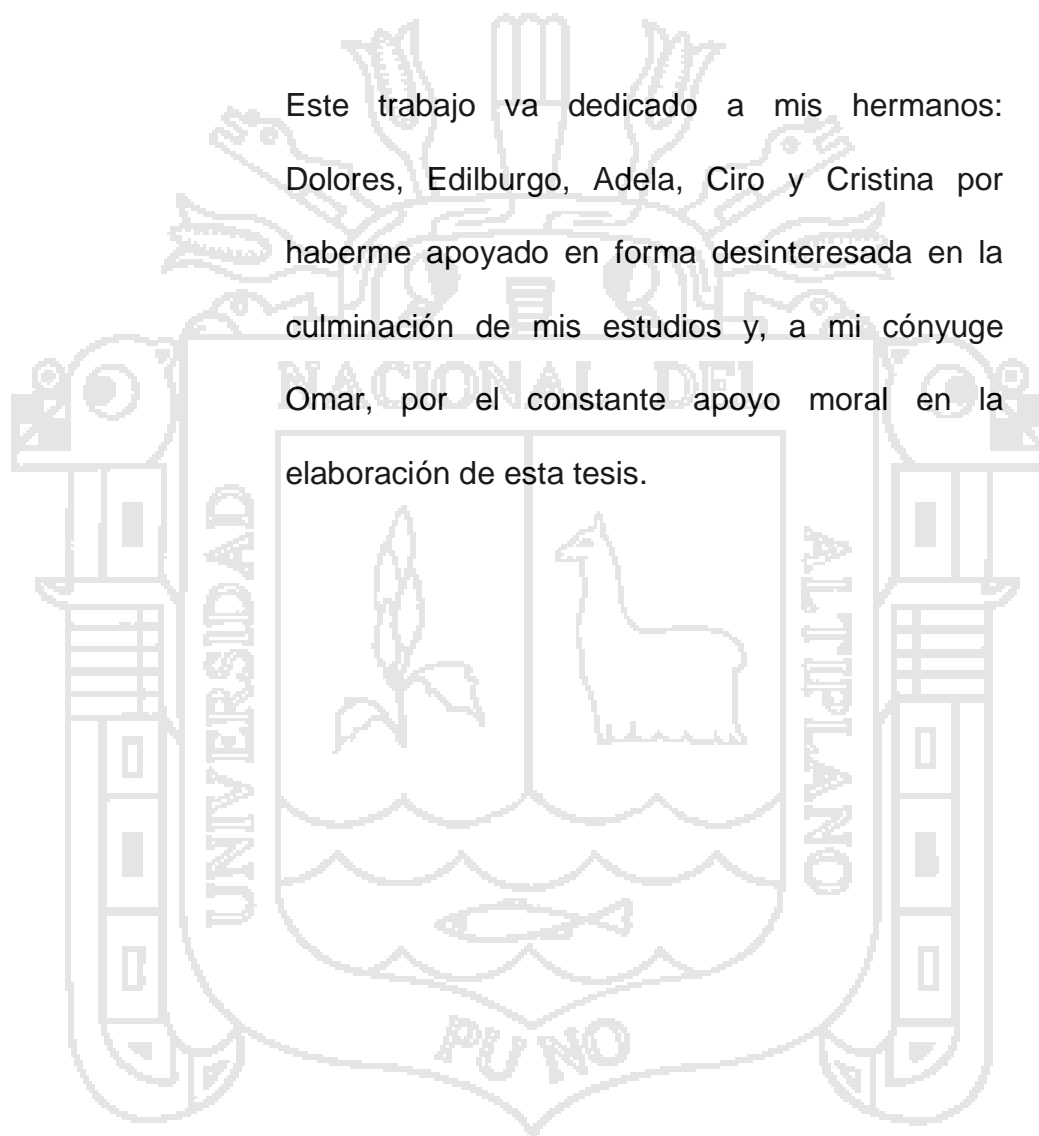 Este trabajo va dedicado a mis hermanos:
Dolores, Edilburgo, Adela, Ciro y Cristina por
haberme apoyado en forma desinteresada en la
culminación de mis estudios y, a mi cónyuge
NACIONAL DEL
Omar, por el constante apoyo moral en la
elaboración de esta tesis.
UNIVERSIDAD
ALTIPLANO
PUNO